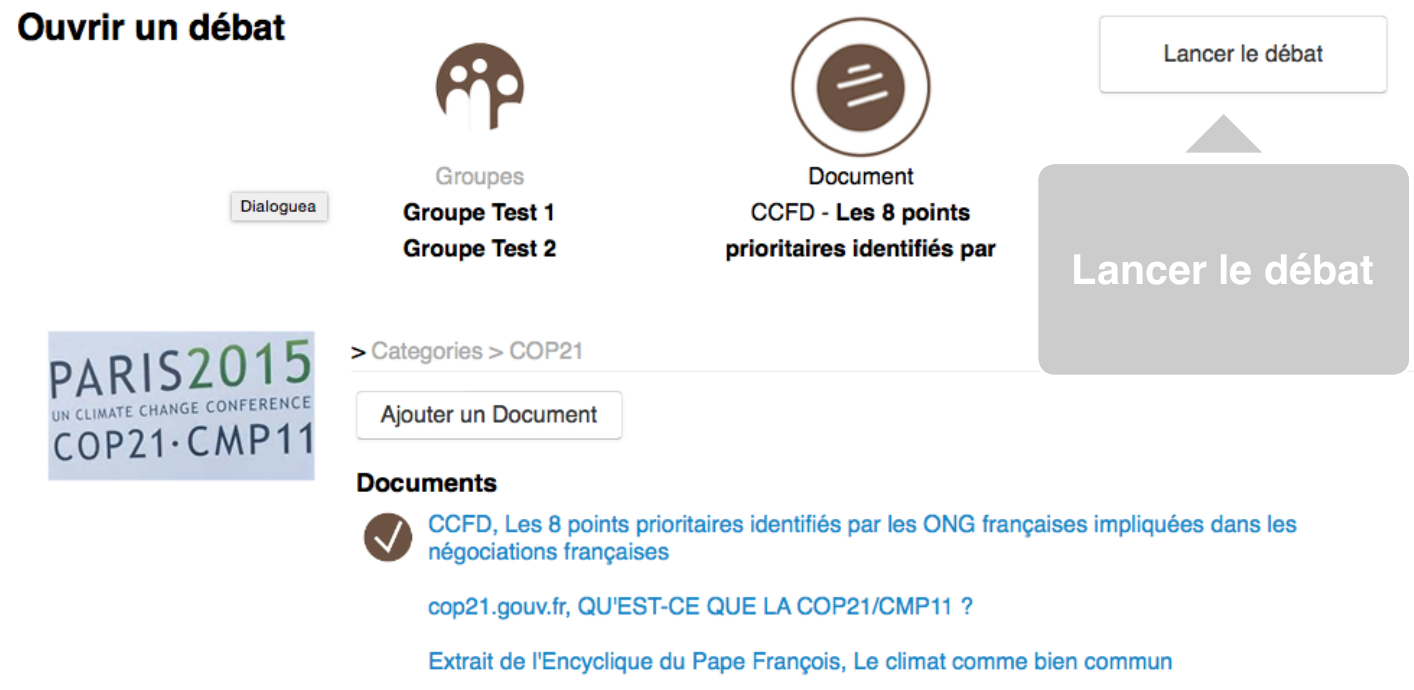 Ouvrir un débat
Lancer le débat
Groupes
Groupe Test 1
Groupe Test 2
Document
CCFD - Les 8 points
prioritaires identifiés par
Dialoguea
Lancer le débat
PARIS2015
UN CLIMATE CHANGE CONFERENCE
COP21·CMP11
> Categories > COP21
Ajouter un Document
Documents
CCFD, Les 8 points prioritaires identifiés par les ONG françaises impliquées dans les
négociations françaises
cop21.gouv.fr, QU'EST-CE QUE LA COP21/CMP11 ?
Extrait de l'Encyclique du Pape François, Le climat comme bien commun